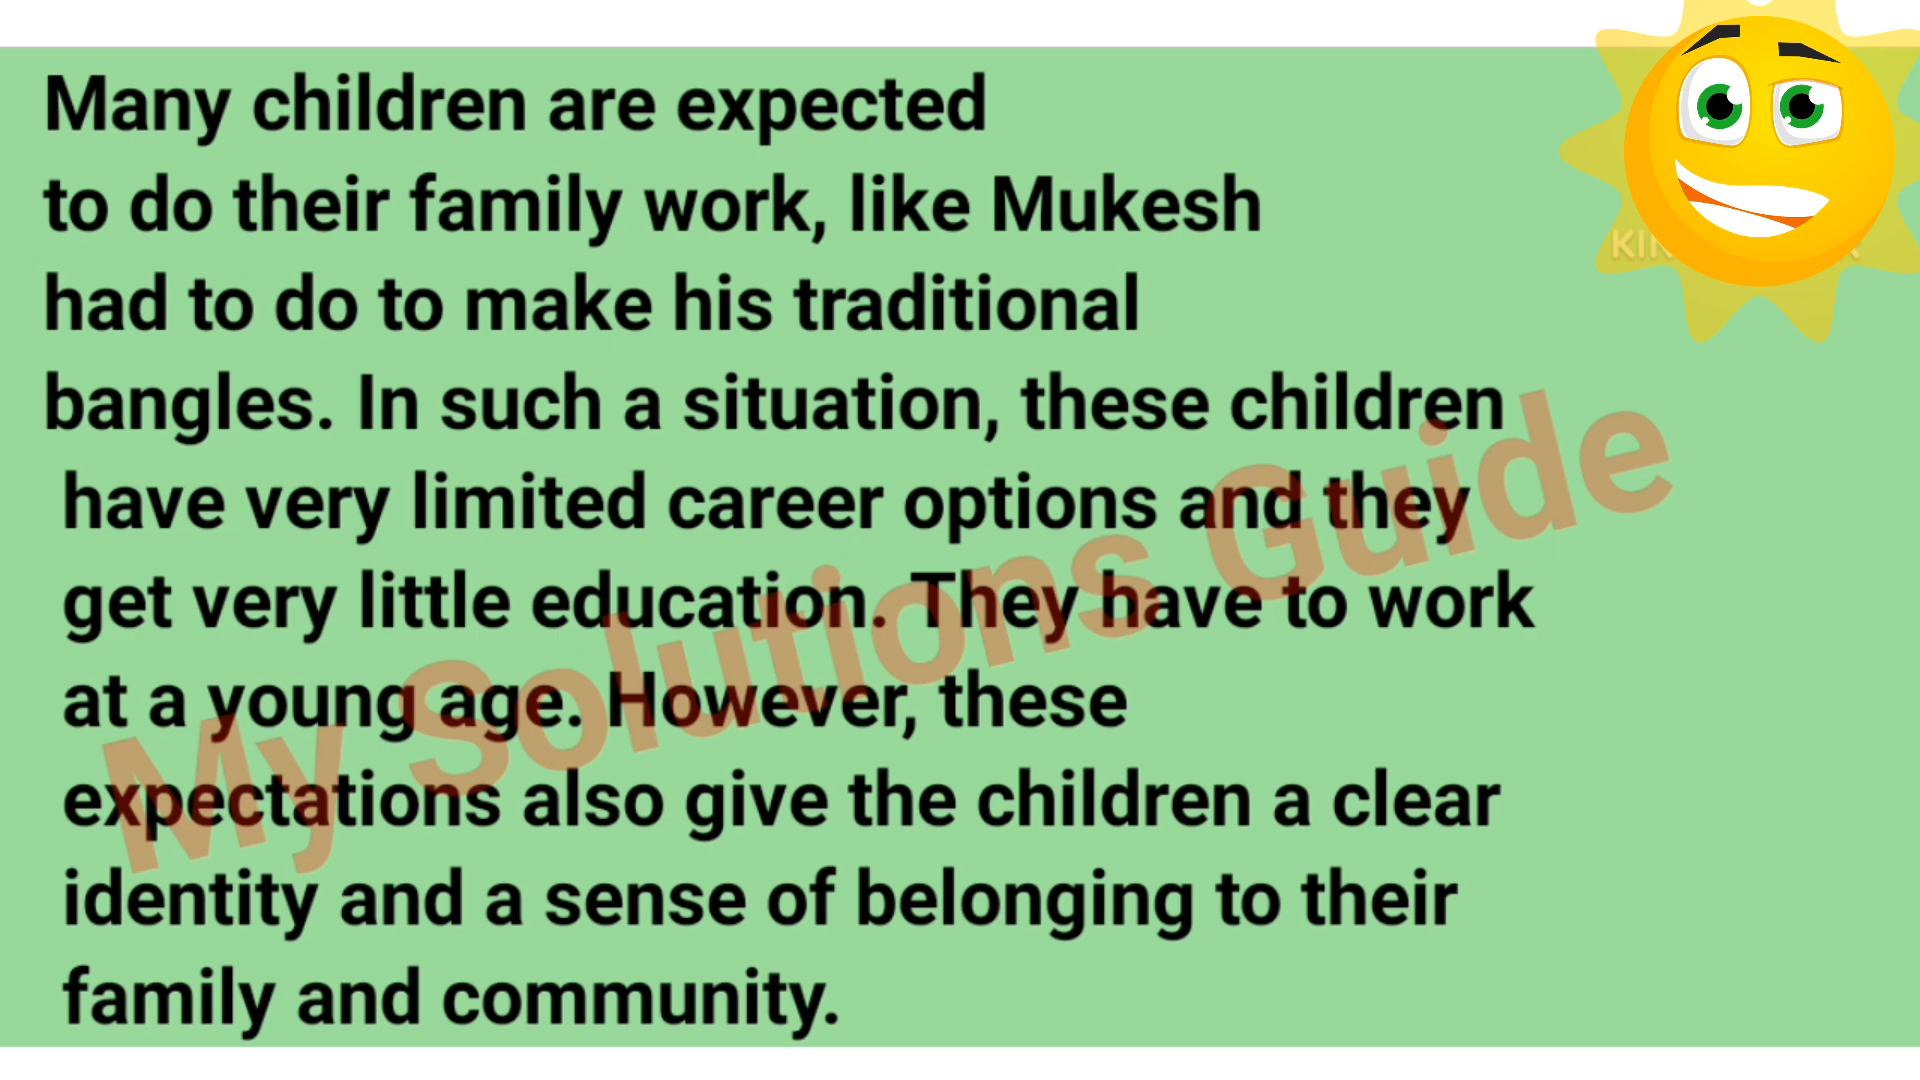 Many children are expected
to do their family work, like Mukesh
had to do to make his traditional
bangles. In such a situation, these children
have very limited career options and they
get very little education. They have to work
at a young age. However, these
expectations also give the children a clear
identity and a sense of belonging to their
family and community.
My Solutions Guide